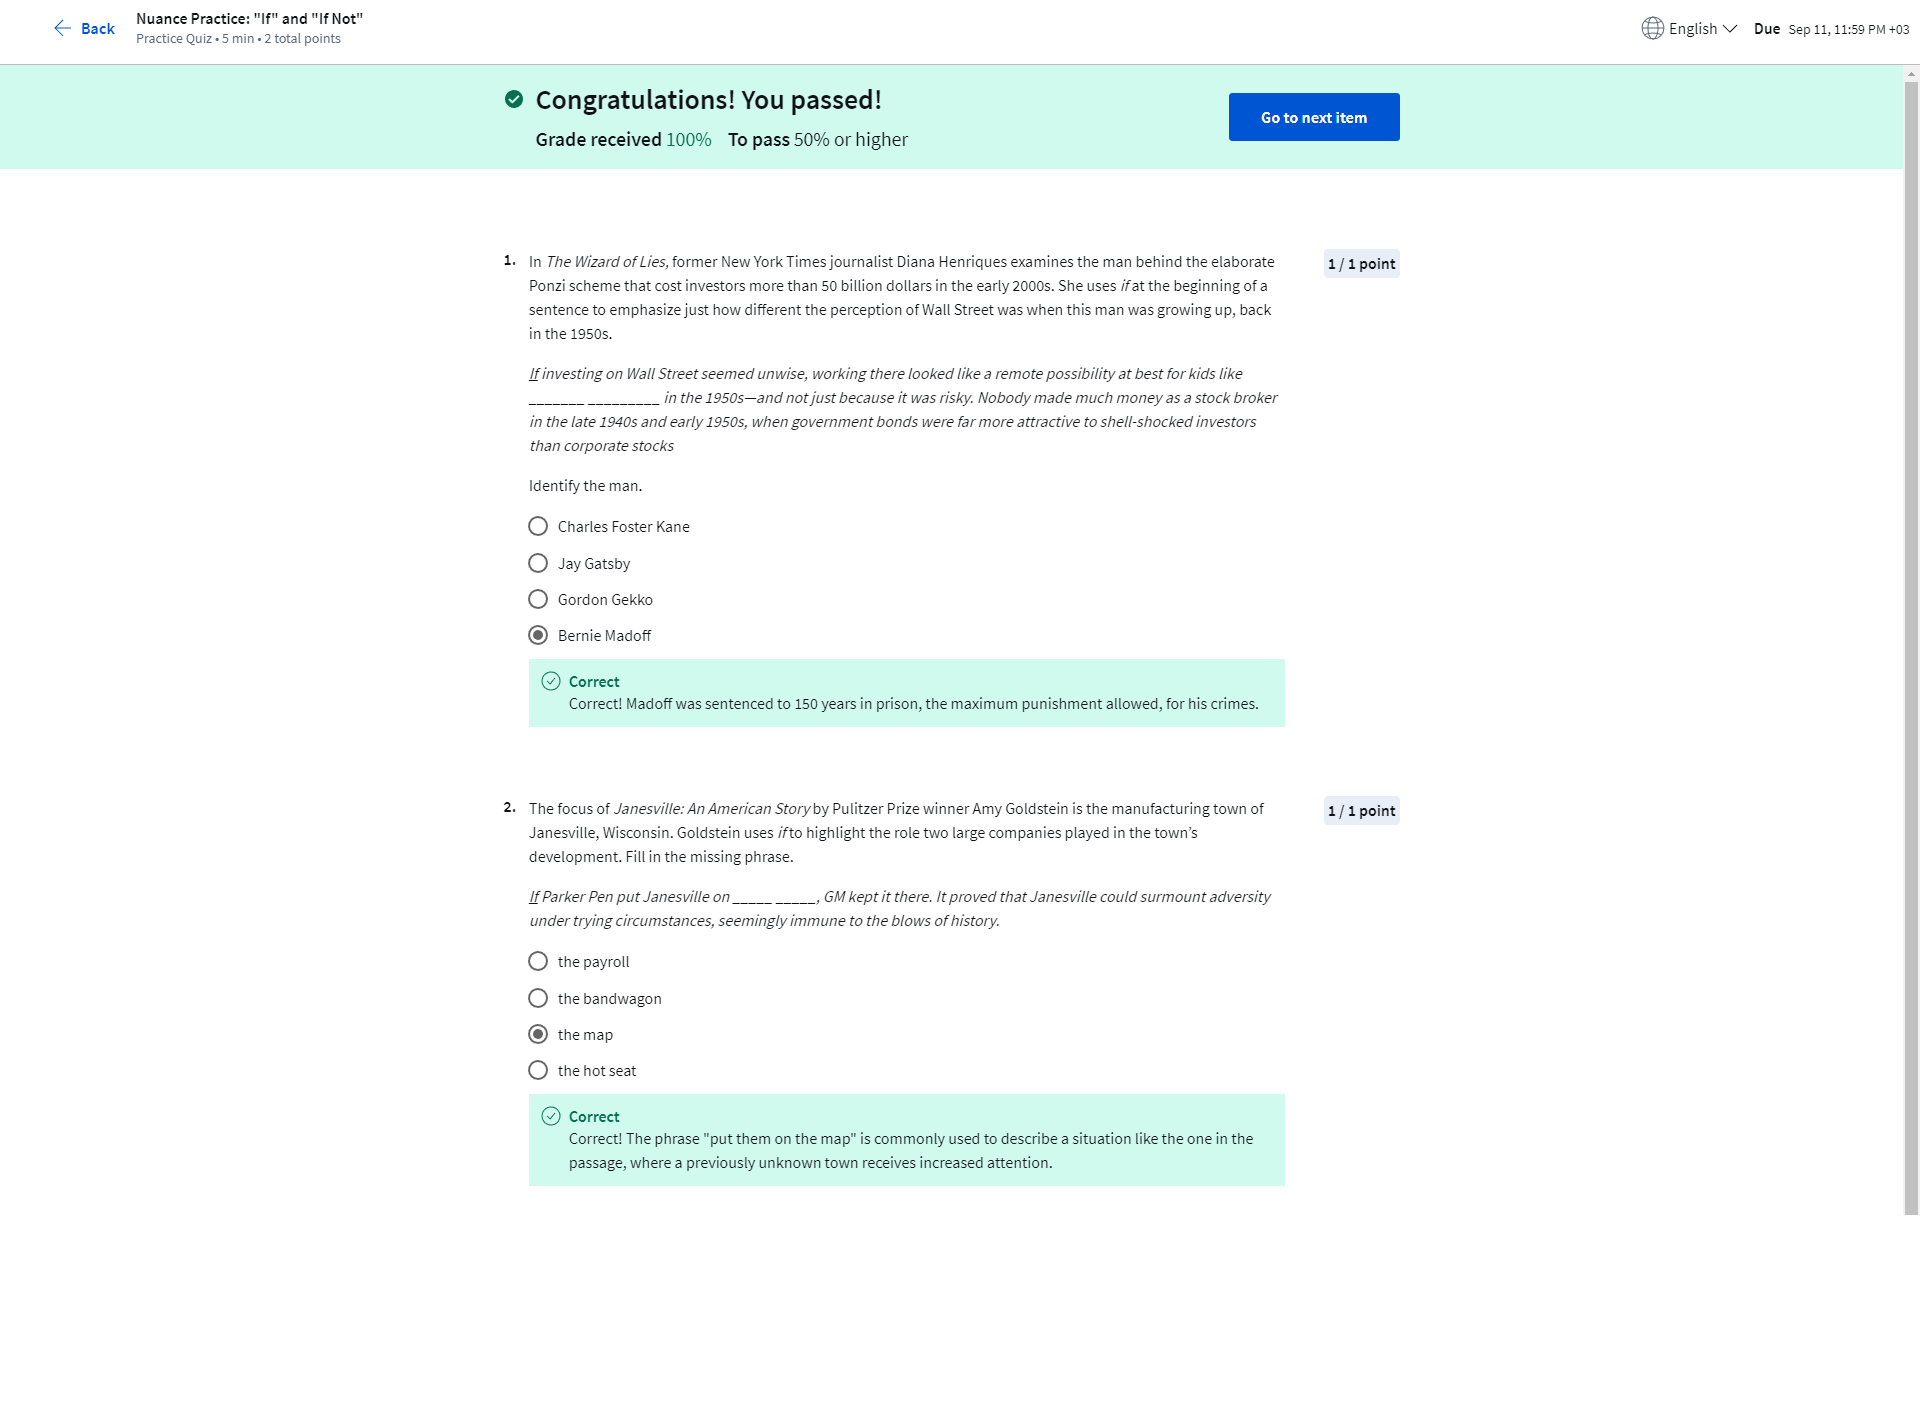 Back
Nuance Practice: "If" and "If Not"
Practice Quiz • 5 min • 2 total points
English
Due Sep 11, 11:59 PM +03
Congratulations! You passed!
Grade received 100% To pass 50% or higher
Go to next item
1. In The Wizard of Lies, former New York Times journalist Diana Henriques examines the man behind the elaborate
1 / 1 point
Ponzi scheme that cost investors more than 50 billion dollars in the early 2000s. She uses if at the beginning of a
sentence to emphasize just how different the perception of Wall Street was when this man was growing up, back
in the 1950s.
If investing on Wall Street seemed unwise, working there looked like a remote possibility at best for kids like
_______ _________ in the 1950s—and not just because it was risky. Nobody made much money as a stock broker
in the late 1940s and early 1950s, when government bonds were far more attractive to shell-shocked investors
than corporate stocks
Identify the man.
Charles Foster Kane
Jay Gatsby
Gordon Gekko
Bernie Madoff
Correct
Correct! Madoff was sentenced to 150 years in prison, the maximum punishment allowed, for his crimes.
2. The focus of Janesville: An American Story by Pulitzer Prize winner Amy Goldstein is the manufacturing town of
1 / 1 point
Janesville, Wisconsin. Goldstein uses if to highlight the role two large companies played in the town's
development. Fill in the missing phrase.
If Parker Pen put Janesville on _____ _____, GM kept it there. It proved that Janesville could surmount adversity
under trying circumstances, seemingly immune to the blows of history.
the payroll
the bandwagon
the map
the hot seat
Correct
Correct! The phrase "put them on the map" is commonly used to describe a situation like the one in the
passage, where a previously unknown town receives increased attention.